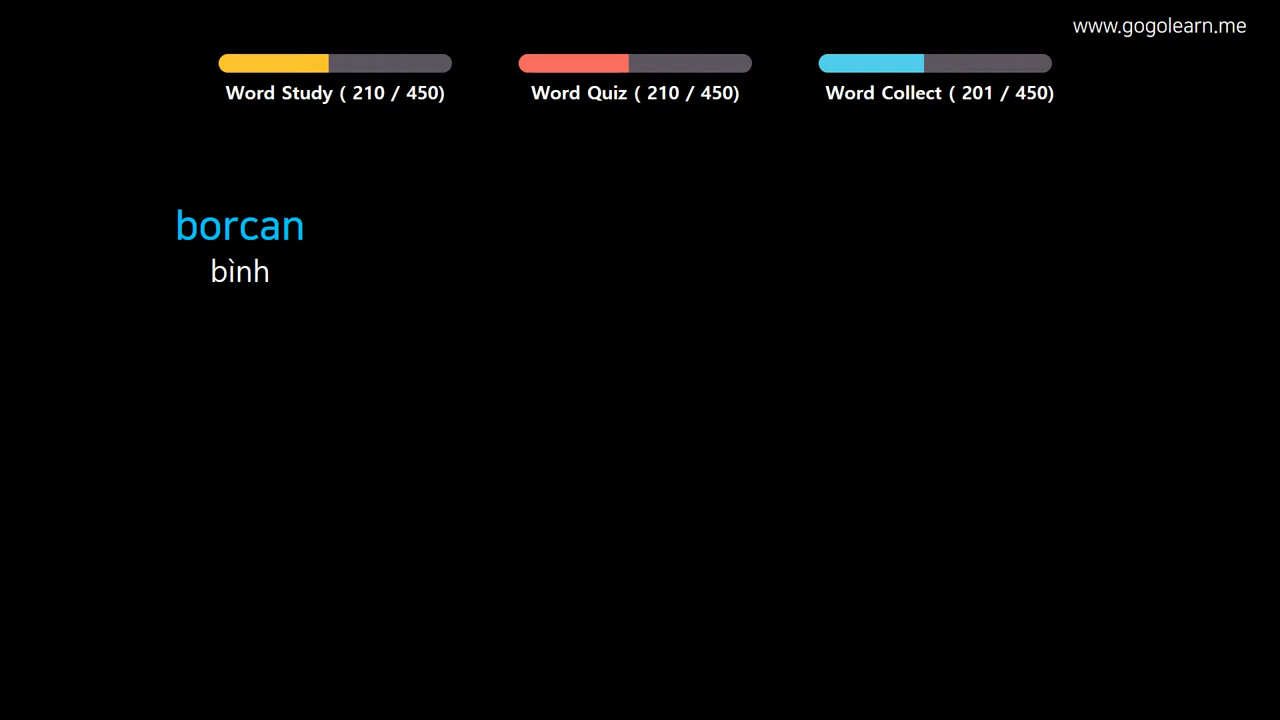 www.gogolearn.me
Word Study ( 210 / 450)
Word Quiz ( 210 / 450)
Word Collect ( 201 / 450)
borcan
bình